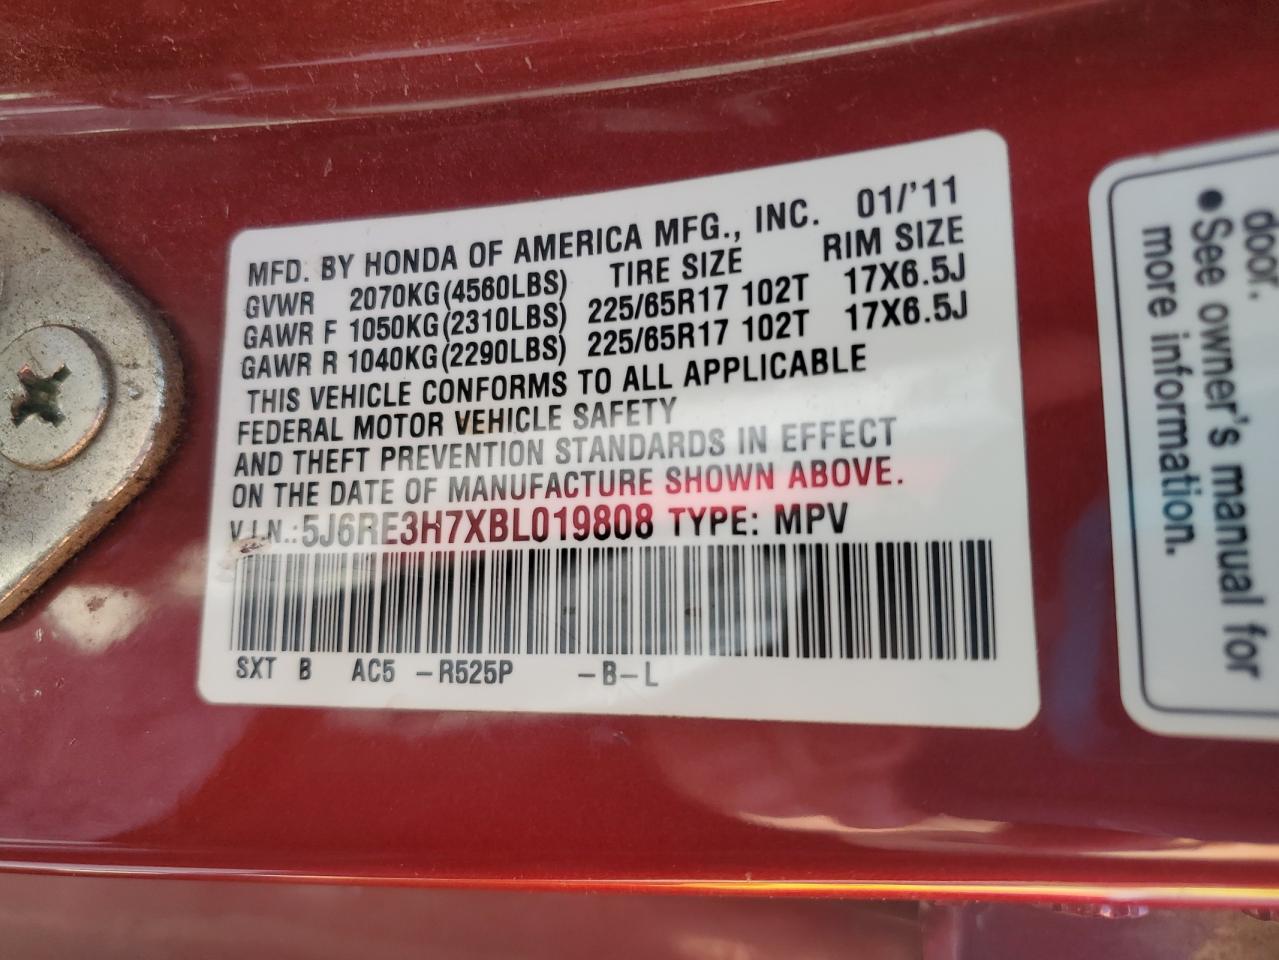 MFD. BY HONDA OF AMERICA MFG., INC. 01/'11
GVWR 2070KG(4560LBS) TIRE SIZE RIM SIZE
GAWR F 1050KG(2310LBS) 225/65R17 102T 17X6.5J
GAWR R 1040KG(2290LBS) 225/65R17 102T 17X6.5J
THIS VEHICLE CONFORMS TO ALL APPLICABLE
FEDERAL MOTOR VEHICLE SAFETY
AND THEFT PREVENTION STANDARDS IN EFFECT
ON THE DATE OF MANUFACTURE SHOWN ABOVE.
V.I.N.:5J6RE3H7XBL019808 TYPE: MPV
SXT B AC5 -R525P -B-L
door.
•See owner's manual for
more information.